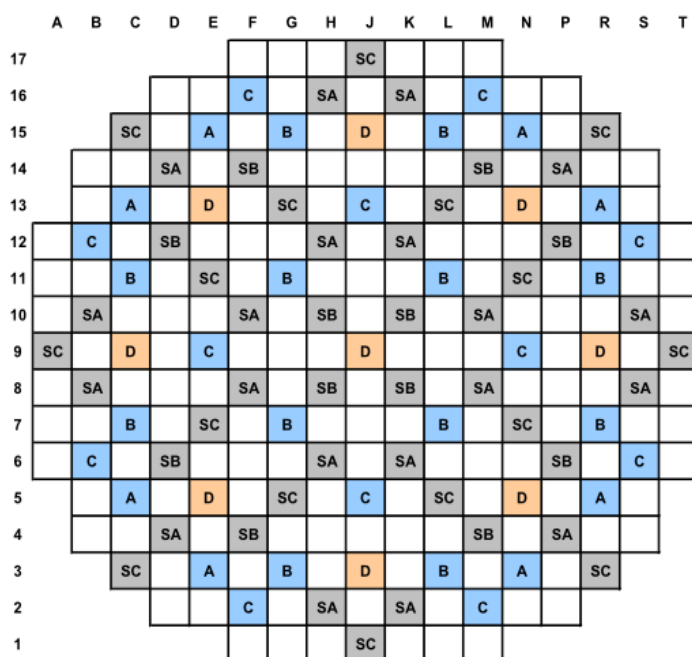 A B C D E F G H J K L M N P R S T
17 SC
16 C SA SA C
15 SC A B D B A SC
14 SA SB SB SA
13 A D SC C SC D A
12 C SB SA SA SB C
11 B SC B B SC B
10 SA SA SB SB SA SA
9 SC D C D C D SC
8 SA SA SB SB SA SA
7 B SC B B SC B
6 C SB SA SA SB C
5 A D SC C SC D A
4 SA SB SB SA
3 SC A B D B A SC
2 C SA SA C
1 SC